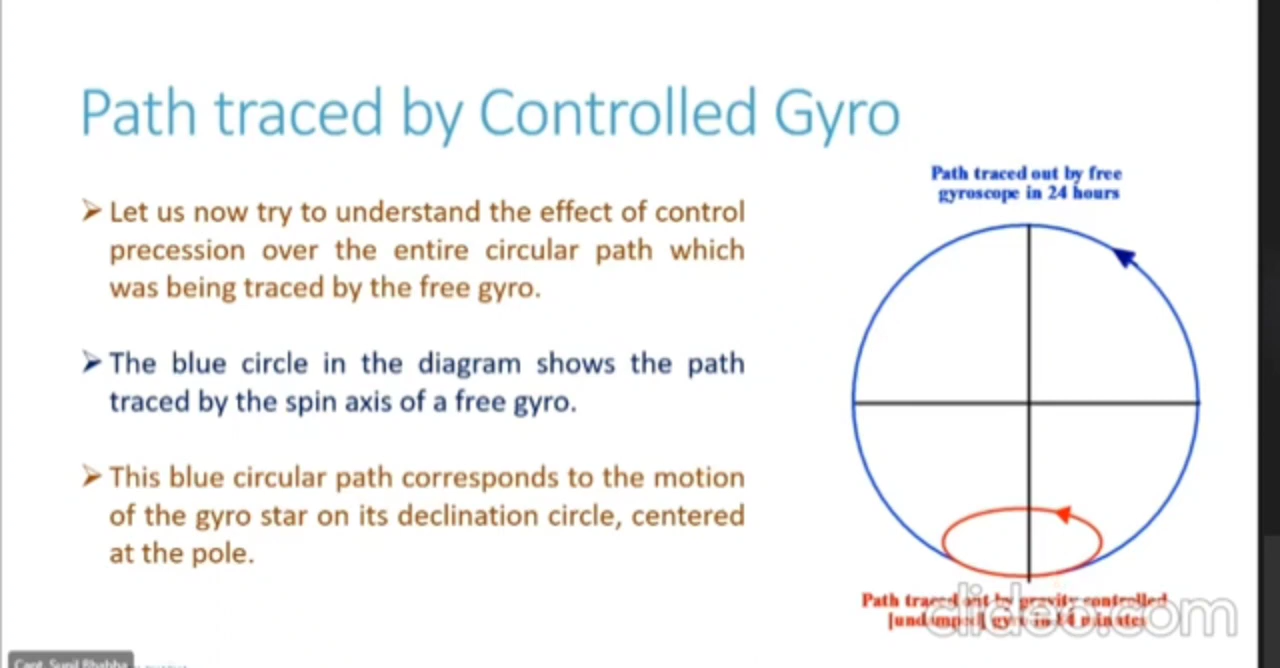 Path traced by Controlled Gyro
Path traced out by free
gyroscope in 24 hours
➢ Let us now try to understand the effect of control
precession over the entire circular path which
was being traced by the free gyro.
➢ The blue circle in the diagram shows the path
traced by the spin axis of a free gyro.
➢ This blue circular path corresponds to the motion
of the gyro star on its declination circle, centered
at the pole.
Path traced out by gravity controlled
[undamped] gyro in 84 minutes
clideo.com
Capt. Sunil Bhabha